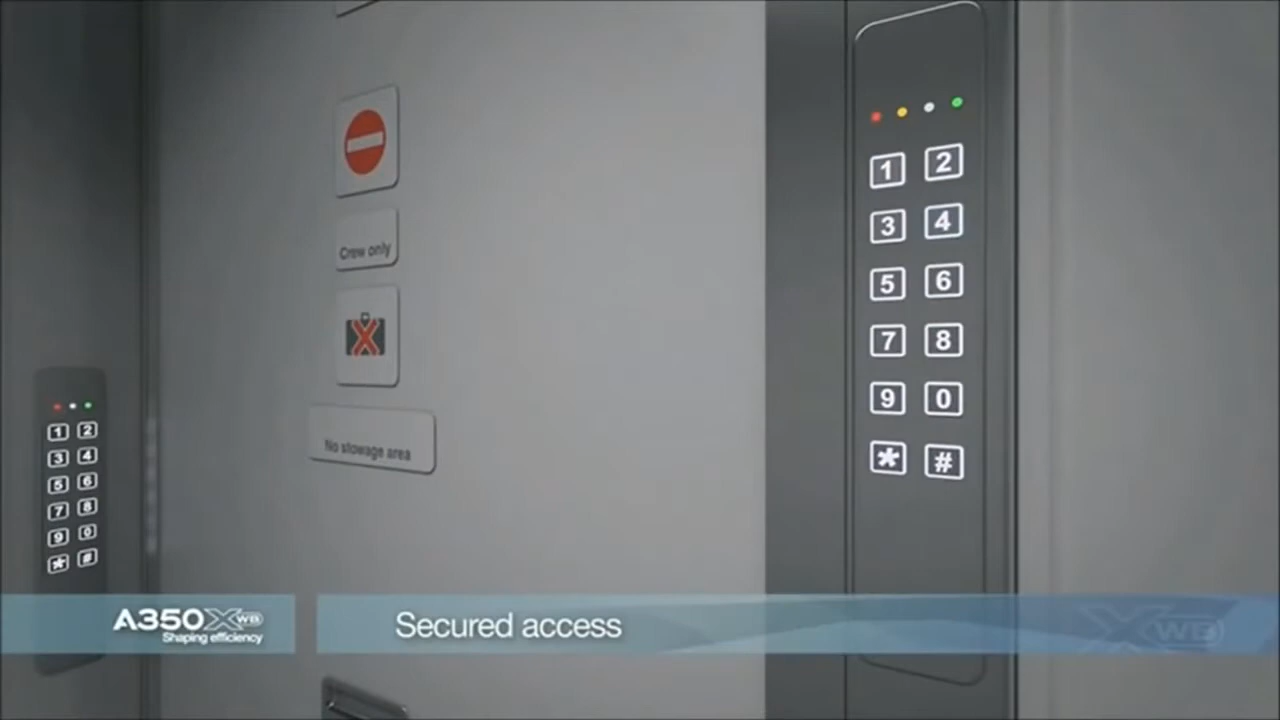 1 2
3 4
5 6
7 8
9 0
* #
Crew only
No stowage area
1 2
3 4
5 6
7 8
9 0
* #
A350XWB
Shaping efficiency
Secured access
XWB